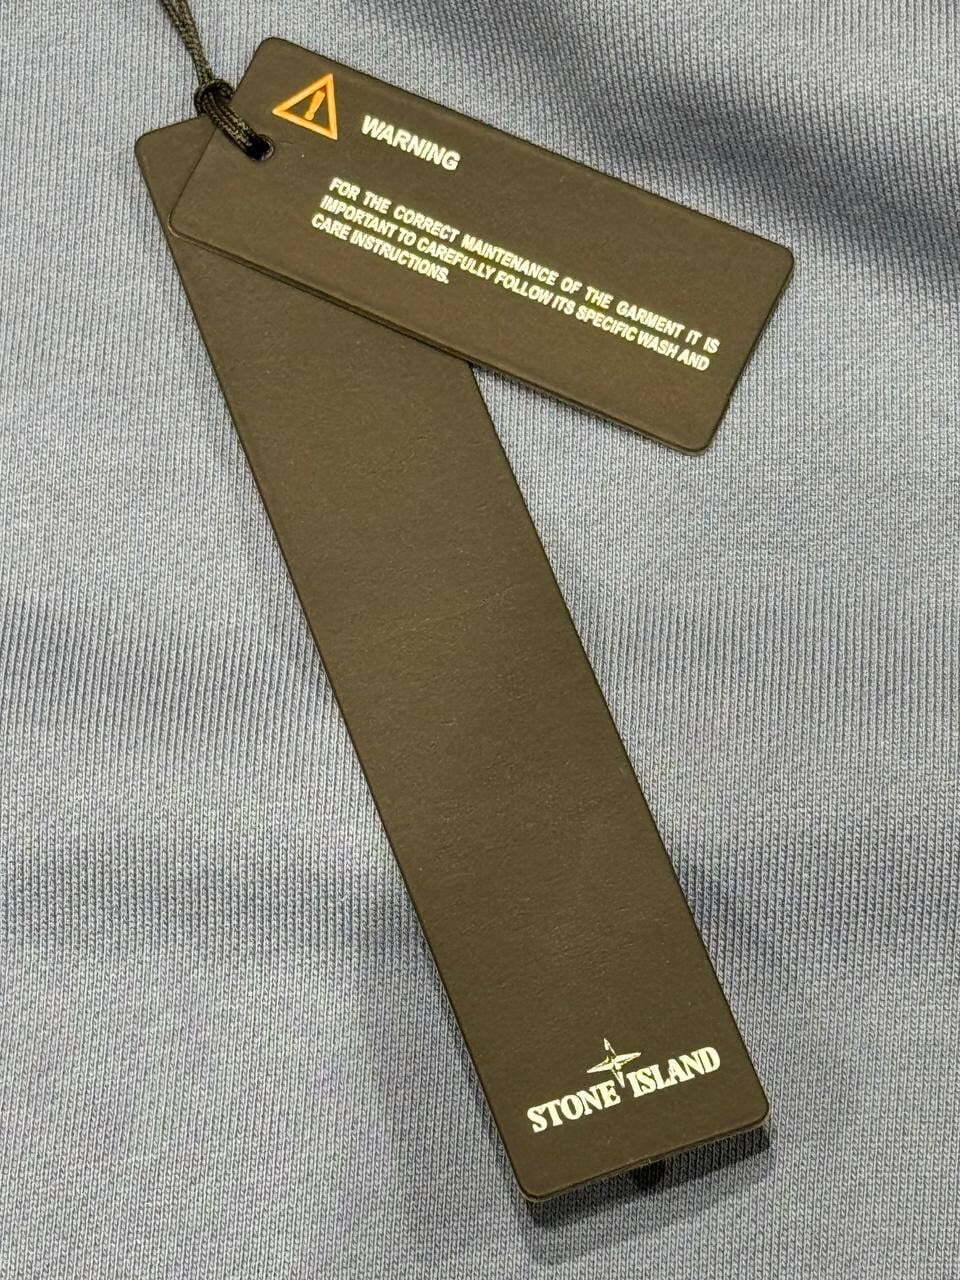 WARNING
FOR THE CORRECT MAINTENANCE OF THE GARMENT IT IS
IMPORTANT TO CAREFULLY FOLLOW ITS SPECIFIC WASH AND
CARE INSTRUCTIONS.
STONE ISLAND